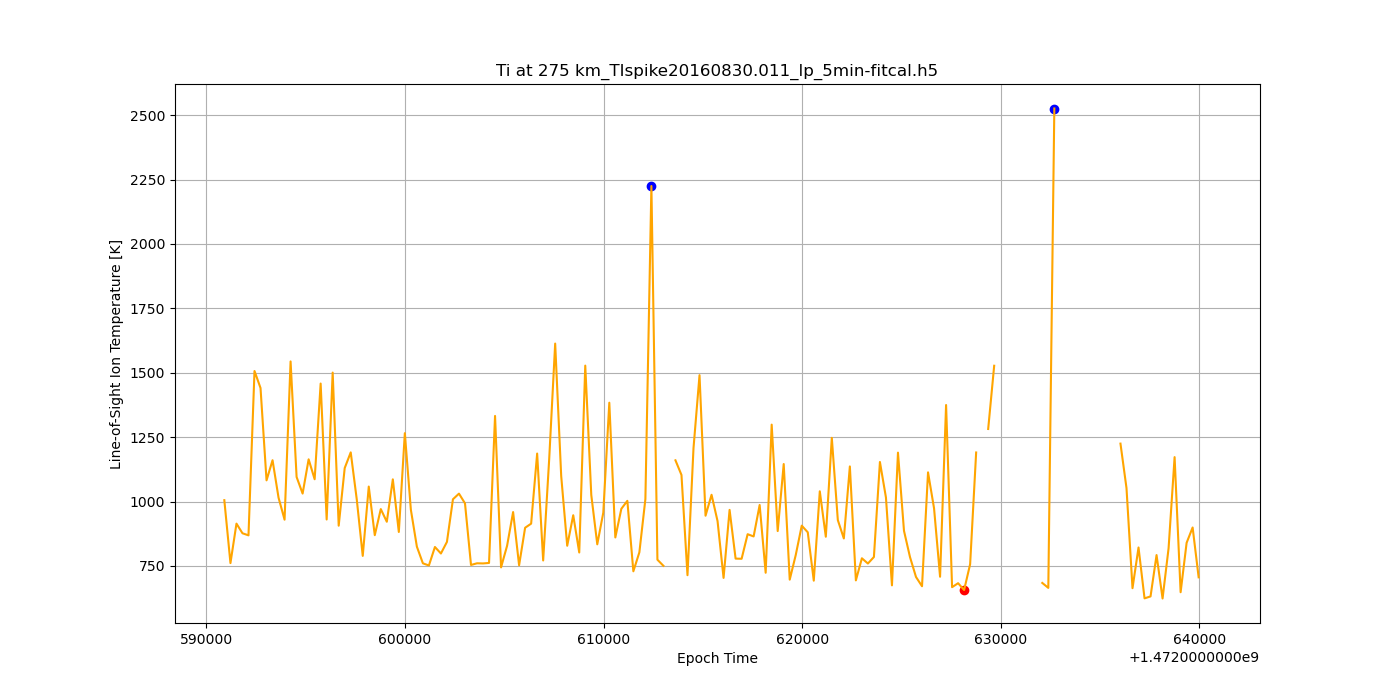 Ti at 275 km_TIspike20160830.011_lp_5min-fitcal.h5
2500
2250
2000
1750
1500
1250
1000
750
Line-of-Sight Ion Temperature [K]
590000 600000 610000 620000 630000 640000
Epoch Time
+1.4720000000e9